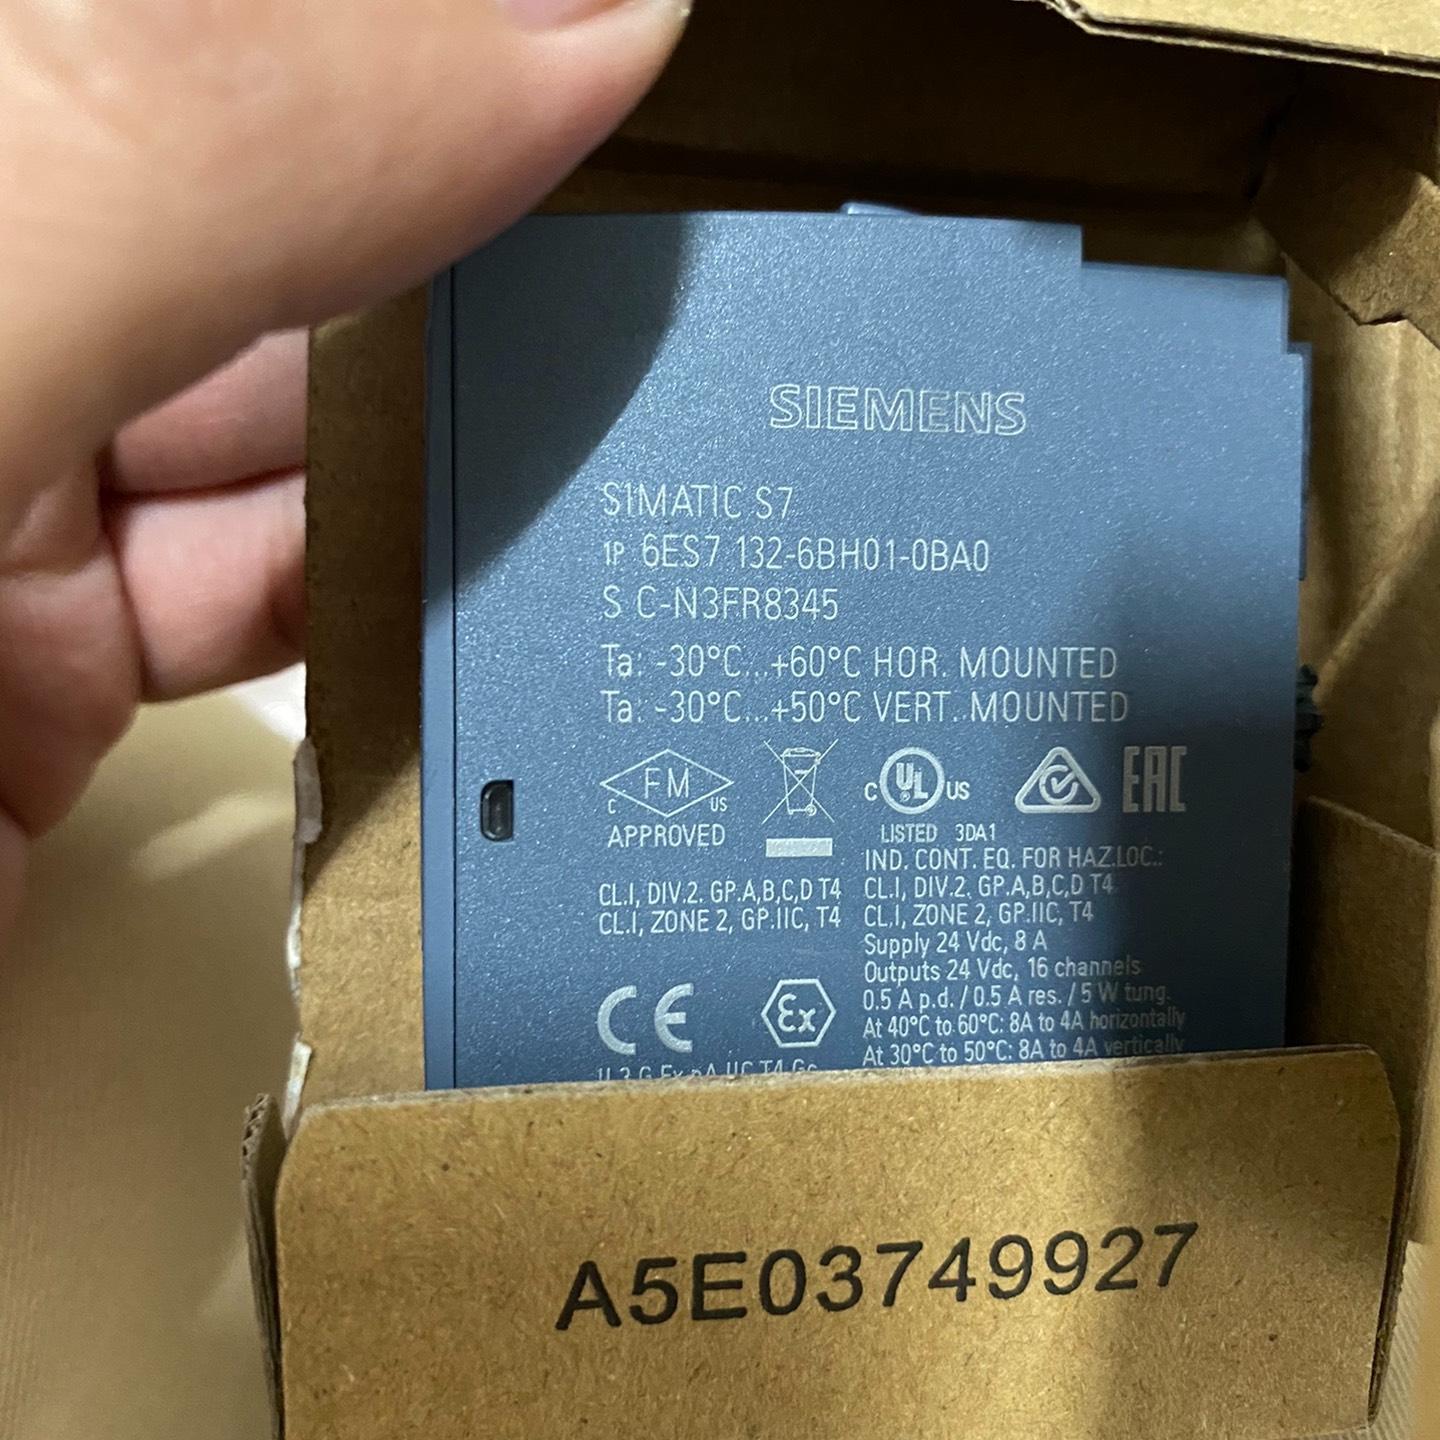 SIEMENS
SIMATIC S7
1P 6ES7 132-6BH01-0BA0
S C-N3FR8345
Ta: -30°C...+60°C HOR. MOUNTED
Ta: -30°C...+50°C VERT. MOUNTED
FM
C US
APPROVED
C UL US
LISTED 3DA1
EAC
IND. CONT. EQ. FOR HAZ.LOC.:
CL.I, DIV.2. GP.A,B,C,D T4
CL.I, ZONE 2, GP.IIC, T4
CL.I, DIV.2. GP.A,B,C,D T4
CL.I, ZONE 2, GP.IIC, T4
Supply 24 Vdc, 8 A
Outputs 24 Vdc, 16 channels
0.5 A p.d. / 0.5 A res. / 5 W tung.
At 40°C to 60°C: 8A to 4A horizontally
At 30°C to 50°C: 8A to 4A vertically
CE
Ex
A5E03749927